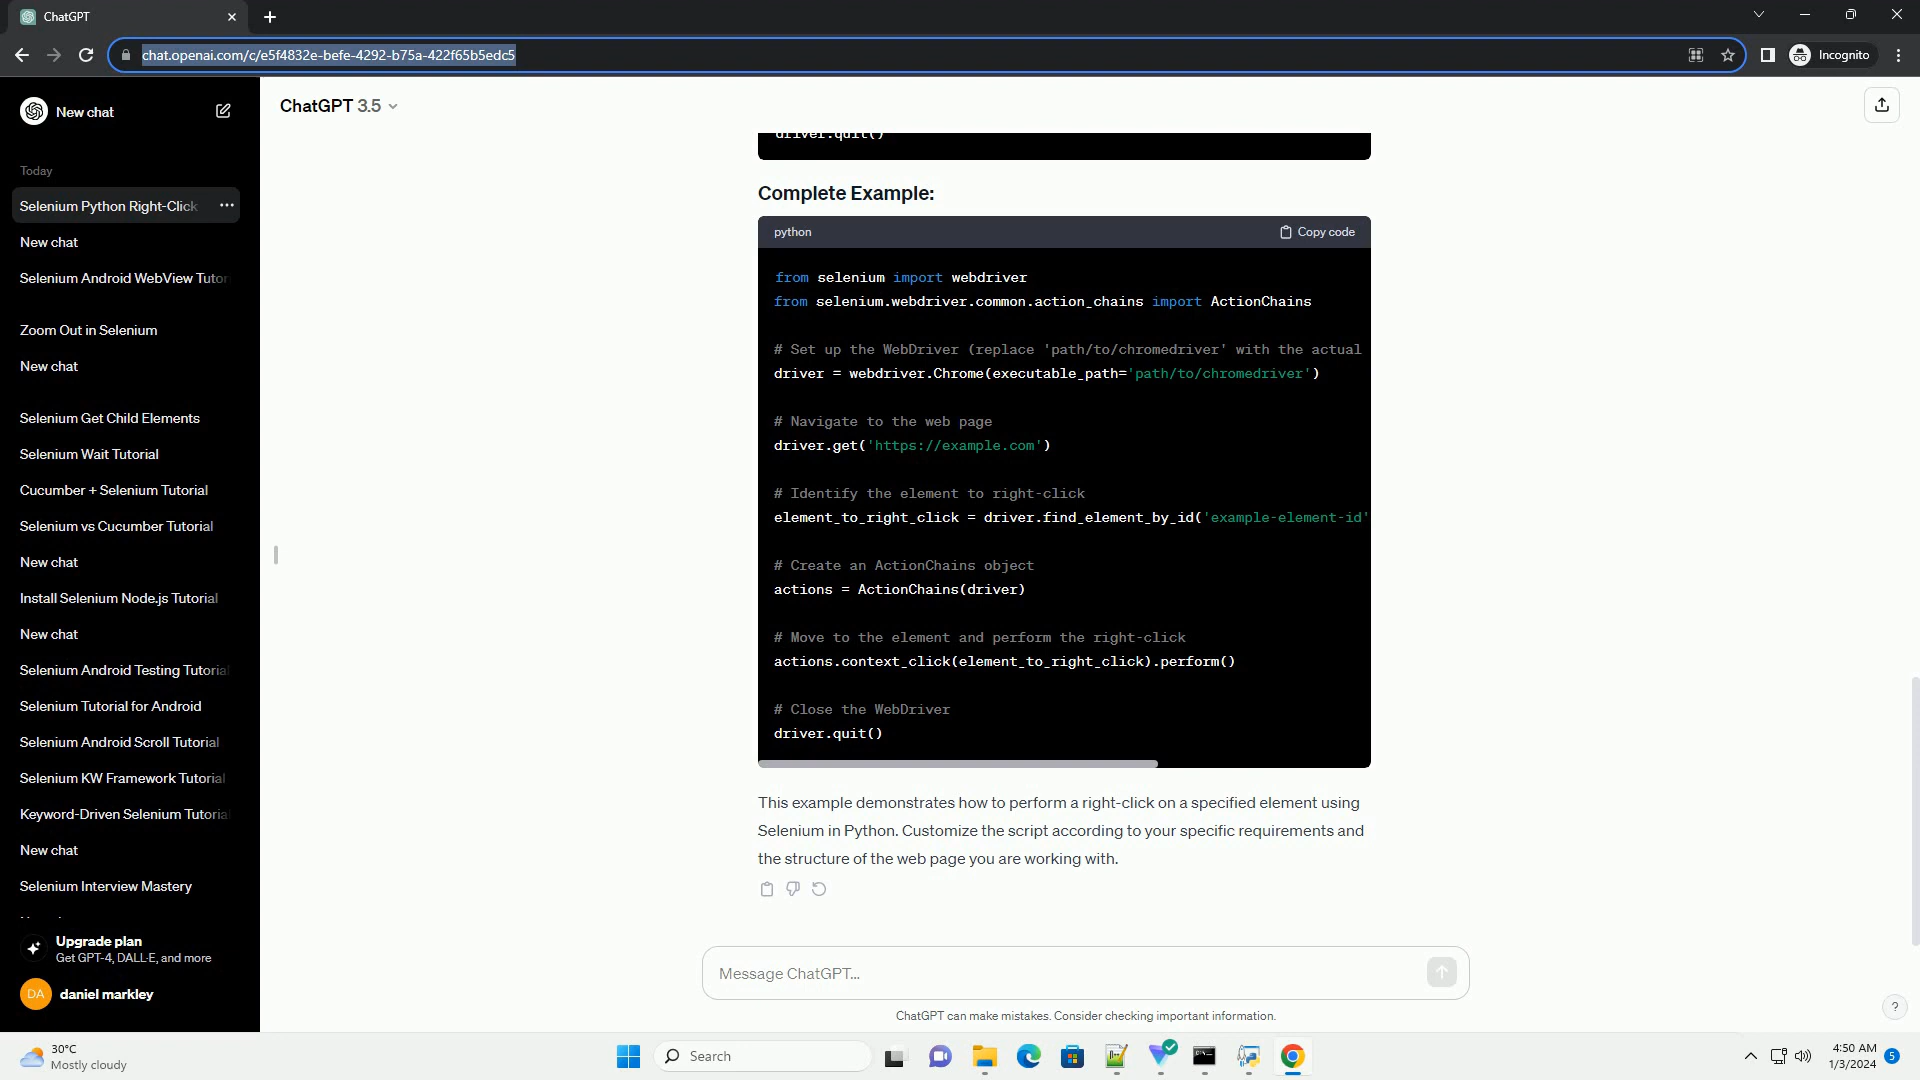 ChatGPT
chat.openai.com/c/e5f4832e-befe-4292-b75a-422f65b5edc5
Incognito
New chat
ChatGPT 3.5
Today
Selenium Python Right-Click
New chat
Selenium Android WebView Tutor
Zoom Out in Selenium
New chat
Selenium Get Child Elements
Selenium Wait Tutorial
Cucumber + Selenium Tutorial
Selenium vs Cucumber Tutorial
New chat
Install Selenium Node.js Tutorial
New chat
Selenium Android Testing Tutorial
Selenium Tutorial for Android
Selenium Android Scroll Tutorial
Selenium KW Framework Tutorial
Keyword-Driven Selenium Tutorial
New chat
Selenium Interview Mastery
Upgrade plan
Get GPT-4, DALL·E, and more
DA
daniel markley
driver.quit()
Complete Example:
python
Copy code
from selenium import webdriver
from selenium.webdriver.common.action_chains import ActionChains
# Set up the WebDriver (replace 'path/to/chromedriver' with the actual
driver = webdriver.Chrome(executable_path='path/to/chromedriver')
# Navigate to the web page
driver.get('https://example.com')
# Identify the element to right-click
element_to_right_click = driver.find_element_by_id('example-element-id'
# Create an ActionChains object
actions = ActionChains(driver)
# Move to the element and perform the right-click
actions.context_click(element_to_right_click).perform()
# Close the WebDriver
driver.quit()
This example demonstrates how to perform a right-click on a specified element using
Selenium in Python. Customize the script according to your specific requirements and
the structure of the web page you are working with.
Message ChatGPT...
ChatGPT can make mistakes. Consider checking important information.
?
30°C
Mostly cloudy
Search
4:50 AM
1/3/2024
5